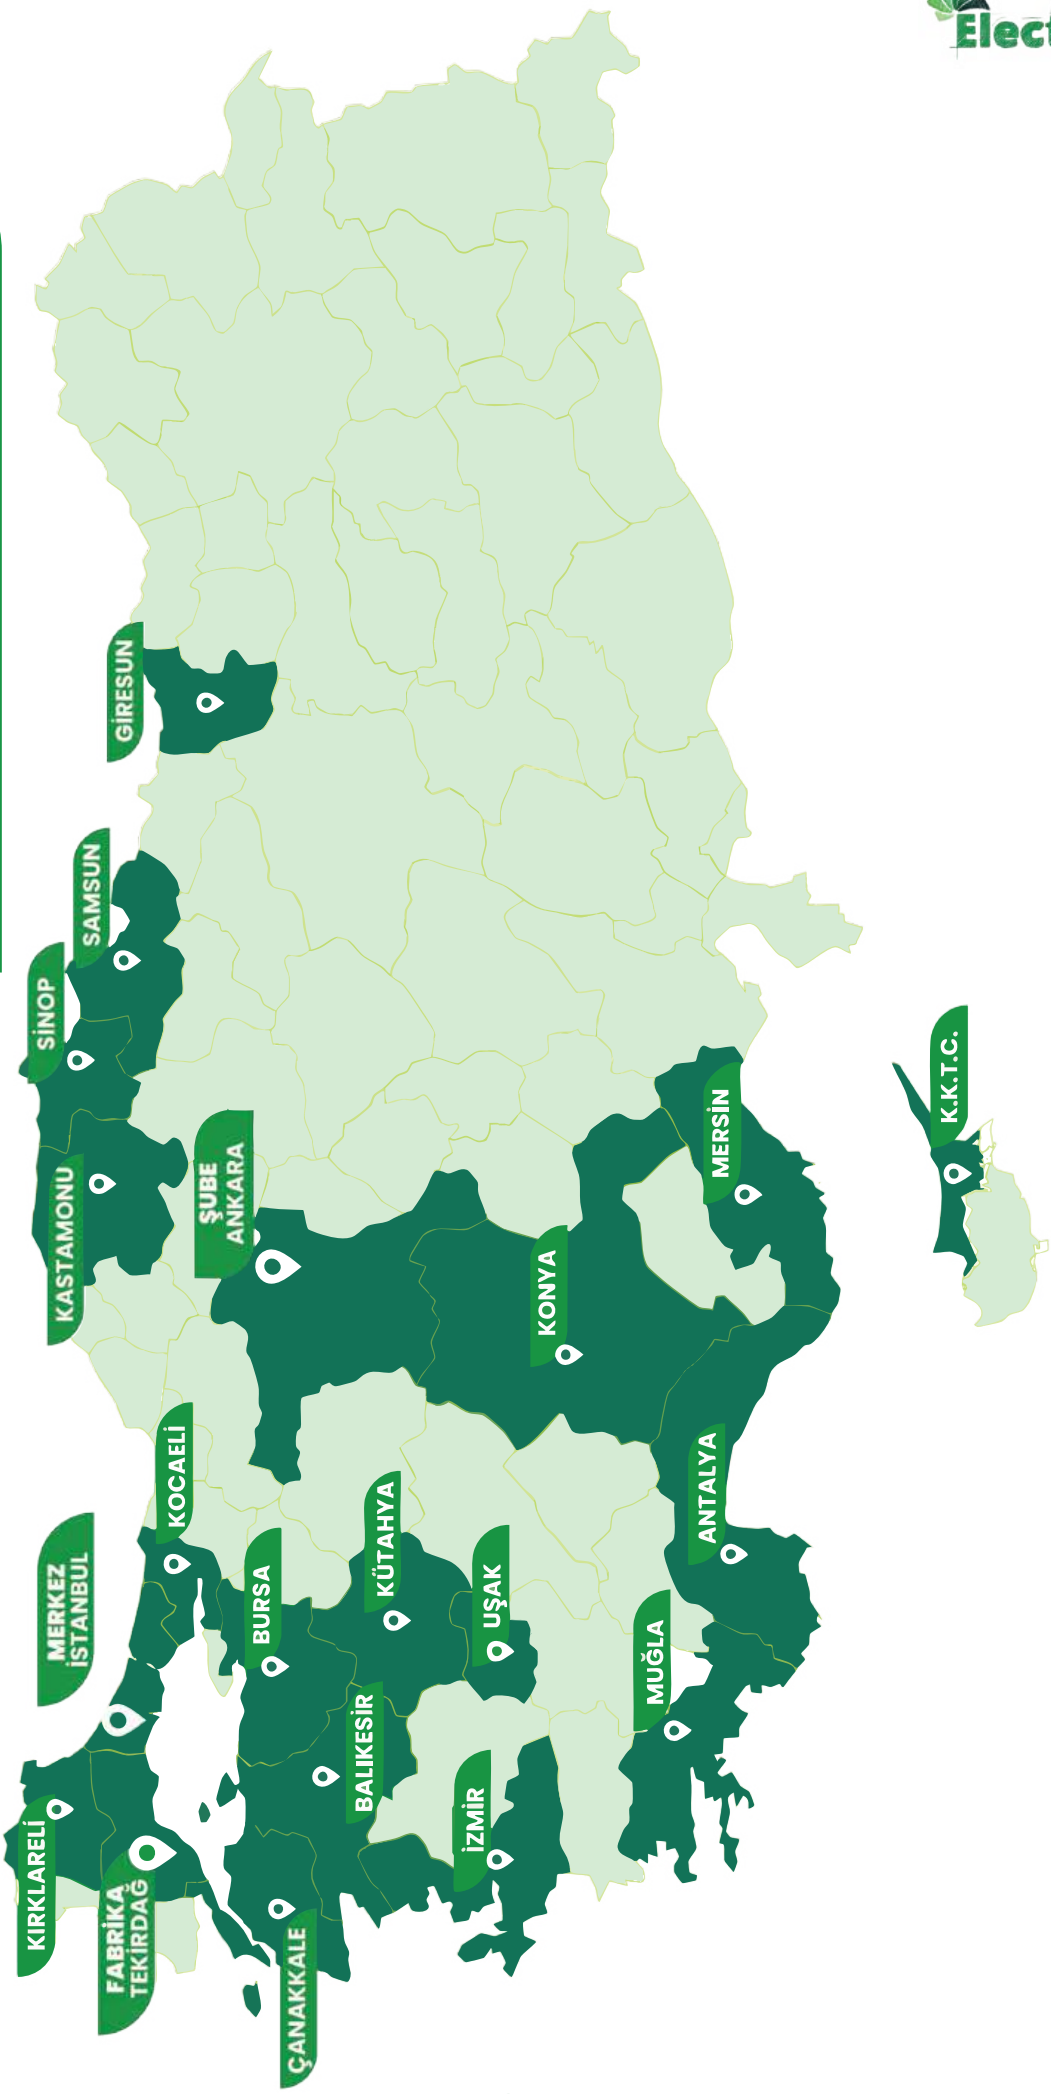 KIRKLARELİ
FABRİKA
TEKİRDAĞ
ÇANAKKALE
MERKEZ
İSTANBUL
KOCAELİ
BURSA
BALIKESİR
KÜTAHYA
UŞAK
İZMİR
MUĞLA
ANTALYA
KONYA
MERSİN
ŞUBE
ANKARA
KASTAMONU
SİNOP
SAMSUN
GİRESUN
K.K.T.C.